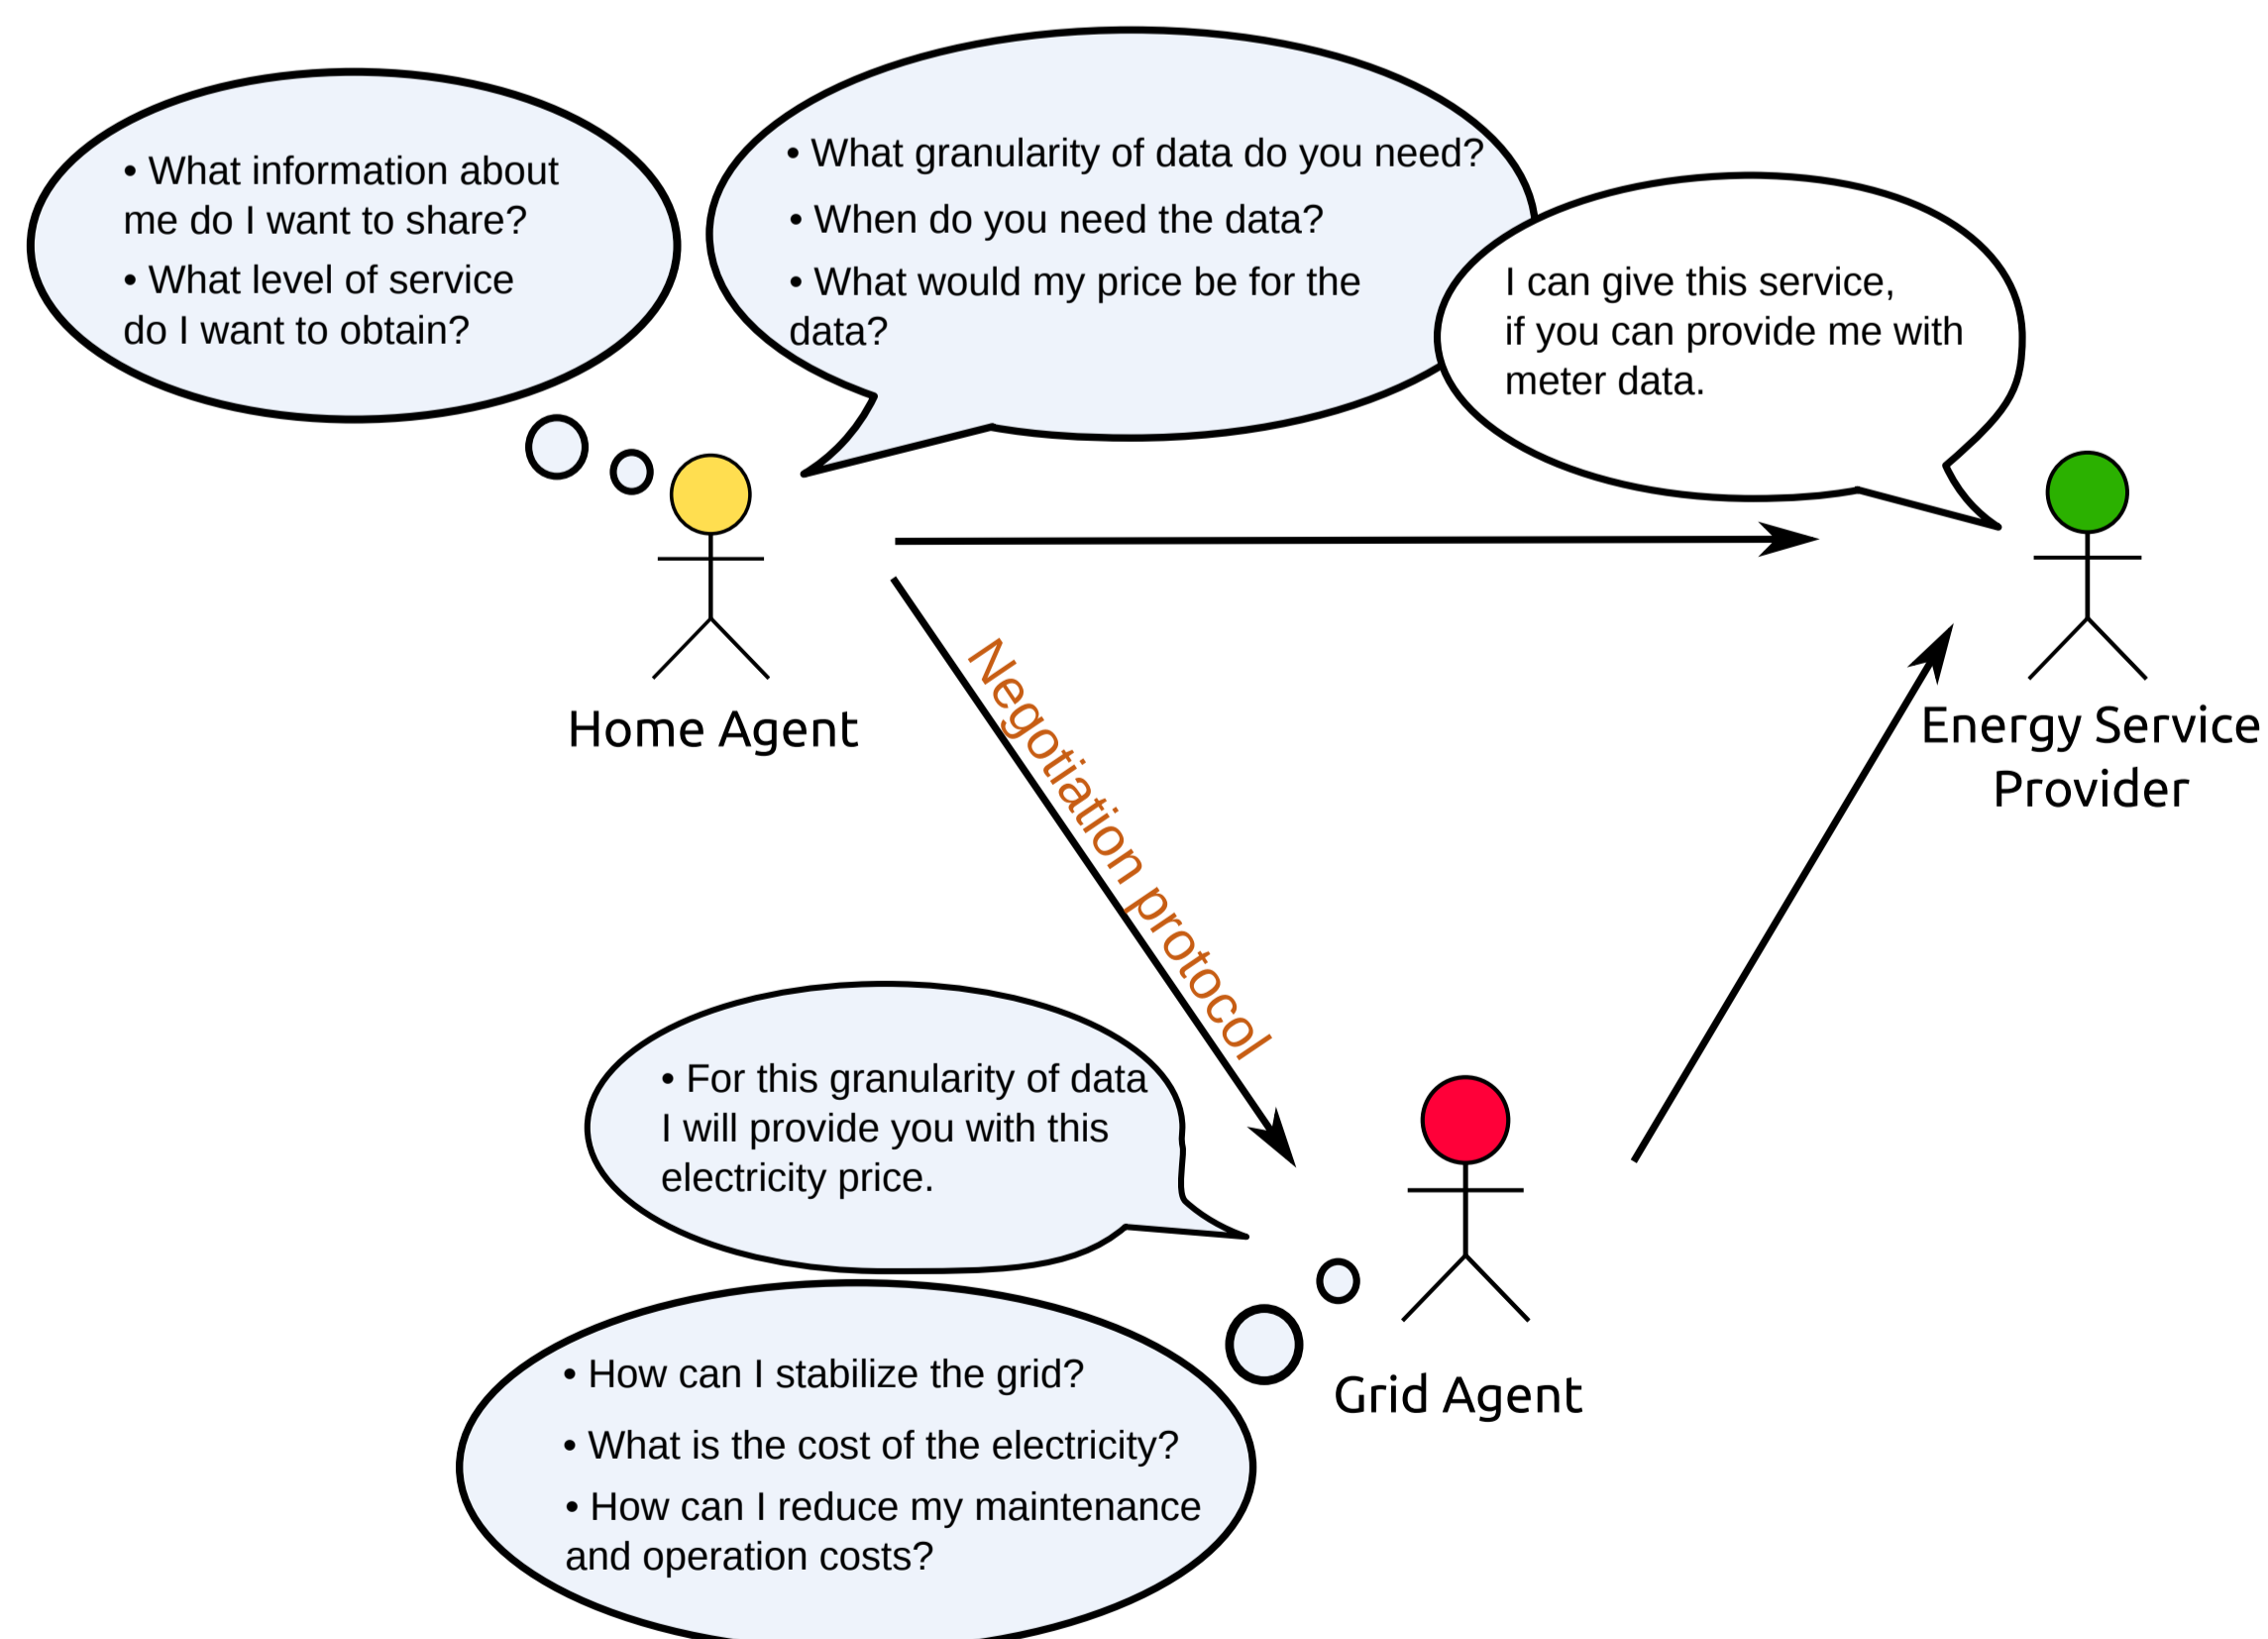 • What information about
me do I want to share?
• What level of service
do I want to obtain?
• What granularity of data do you need?
• When do you need the data?
• What would my price be for the
data?
I can give this service,
if you can provide me with
meter data.
Home Agent
Energy Service
Provider
Negotiation protocol
• For this granularity of data
I will provide you with this
electricity price.
Grid Agent
• How can I stabilize the grid?
• What is the cost of the electricity?
• How can I reduce my maintenance
and operation costs?